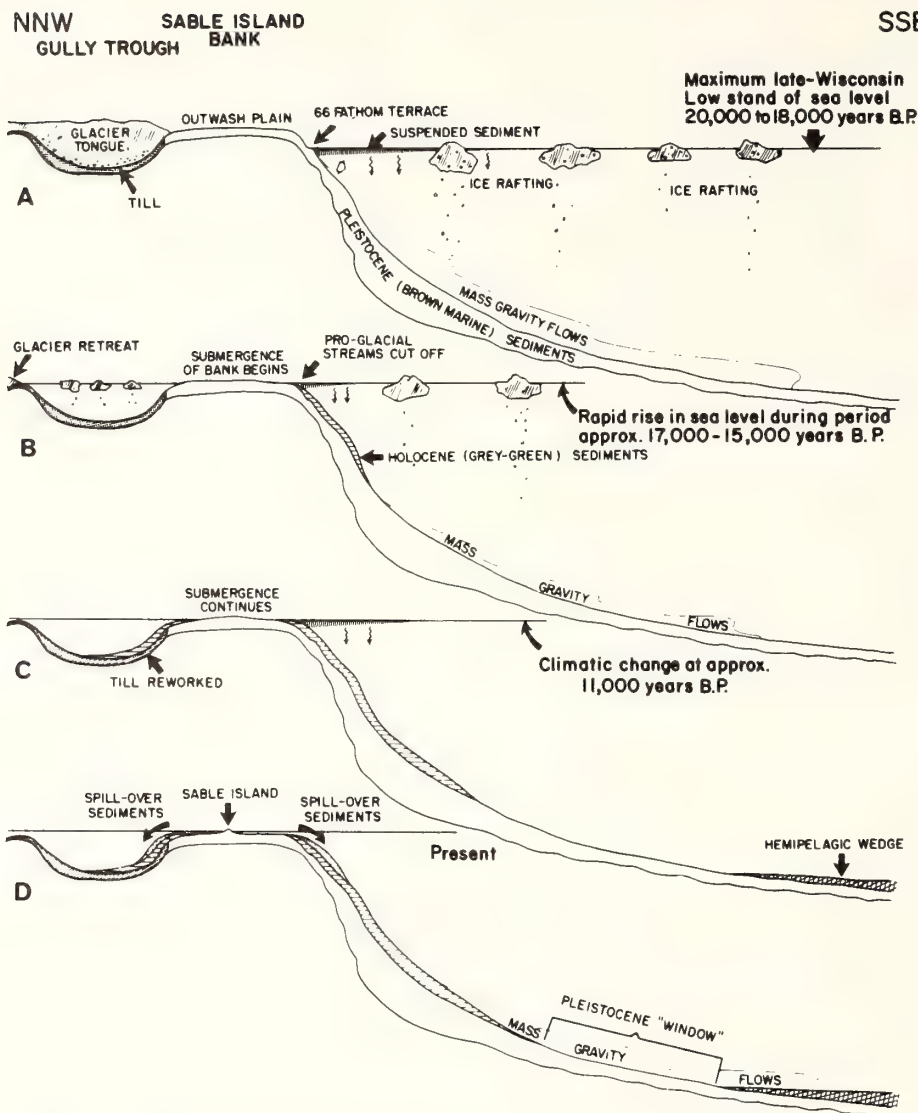 NNW
SABLE ISLAND
BANK
SSE
GULLY TROUGH
Maximum late-Wisconsin
Low stand of sea level
20,000 to 18,000 years B.P.
OUTWASH PLAIN
66 FATHOM TERRACE
SUSPENDED SEDIMENT
GLACIER
TONGUE
TILL
A
ICE RAFTING
ICE RAFTING
PLEISTOCENE (BROWN MARINE) SEDIMENTS
MASS GRAVITY FLOWS
GLACIER RETREAT
SUBMERGENCE
OF BANK BEGINS
PRO-GLACIAL
STREAMS CUT OFF
B
Rapid rise in sea level during period
approx. 17,000-15,000 years B.P.
HOLOCENE (GREY-GREEN) SEDIMENTS
MASS
GRAVITY
FLOWS
SUBMERGENCE
CONTINUES
C
TILL REWORKED
Climatic change at approx.
11,000 years B.P.
SPILL-OVER
SEDIMENTS
SABLE ISLAND
SPILL-OVER
SEDIMENTS
Present
HEMIPELAGIC WEDGE
D
PLEISTOCENE "WINDOW"
MASS
GRAVITY
FLOWS